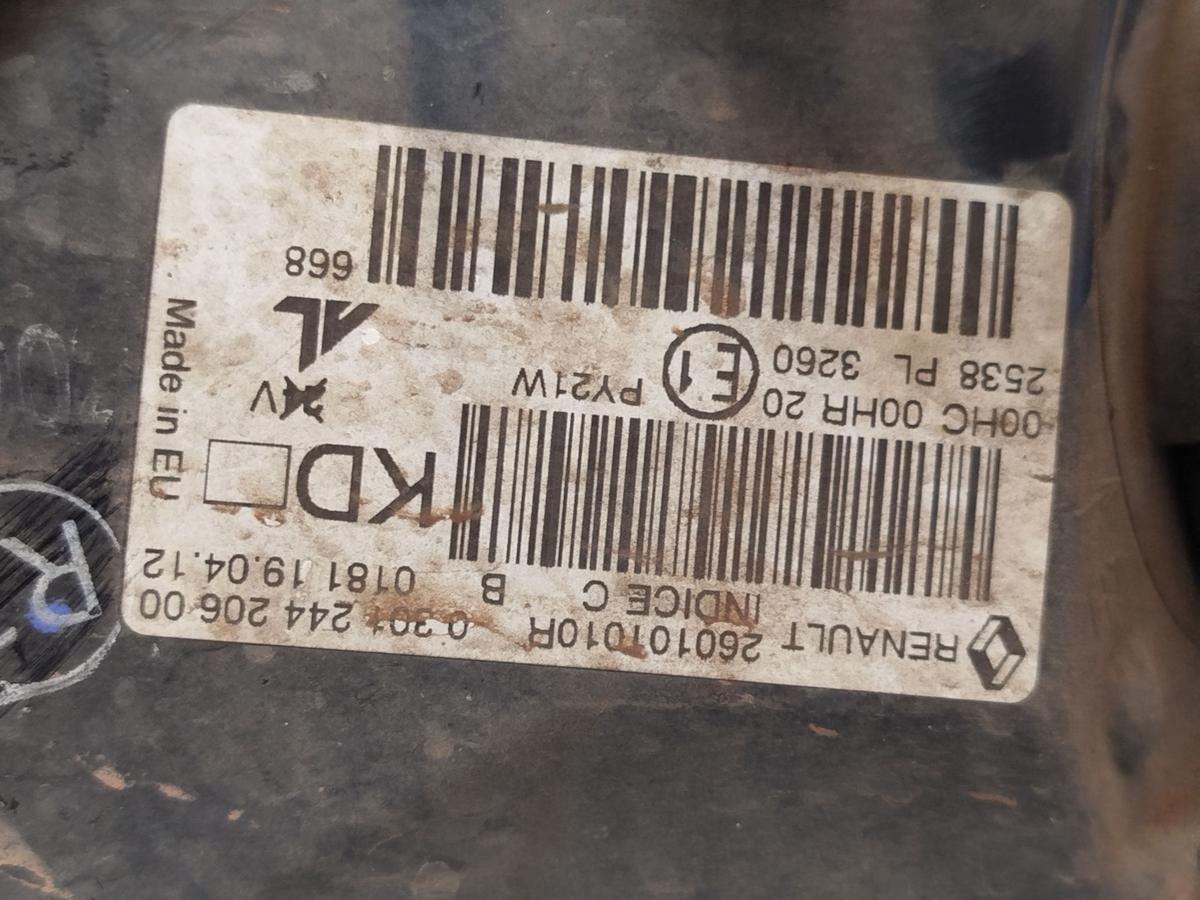 RENAULT 260101010R 0 301 244 206 00
INDICE C B 0181 19.04.12
KD
00HC 00HR 20 E1 PY21W V
2538 PL 3260
AL
668
Made in EU
R